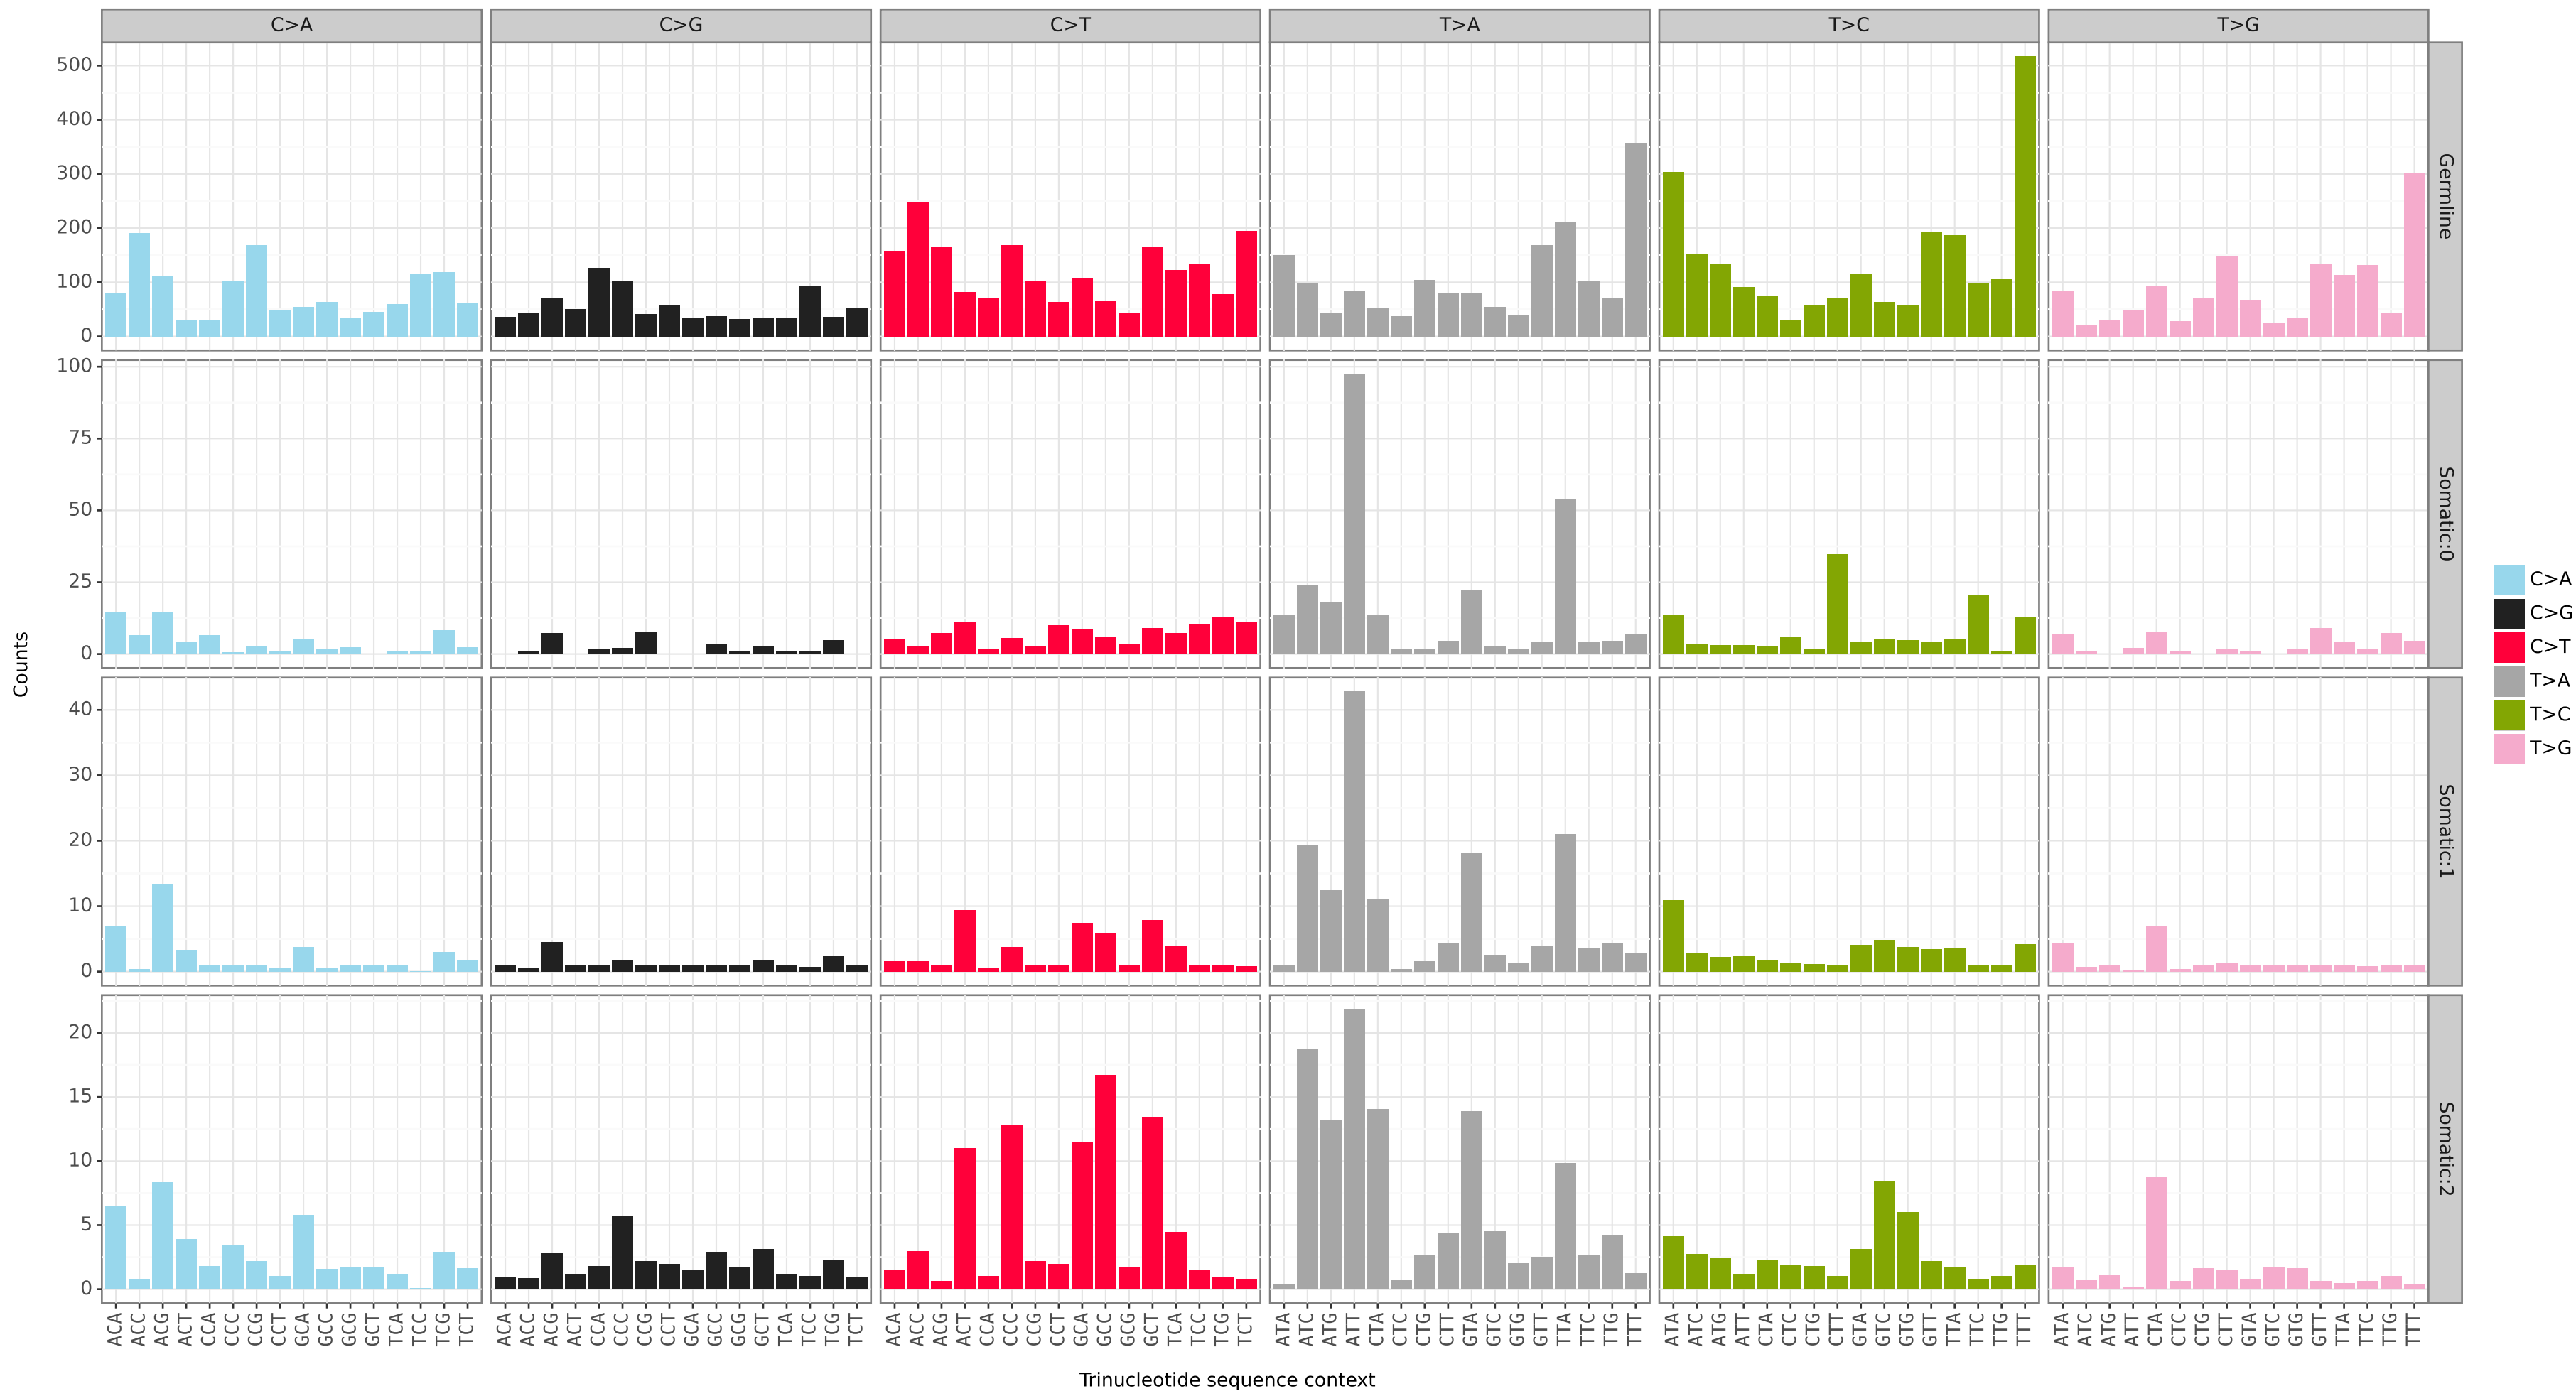 C>A C>G C>T T>A T>C T>G
500
400
300
200
100
0
Germline
100
75
50
25
0
Somatic:0
Counts
40
30
20
10
0
Somatic:1
20
15
10
5
0
Somatic:2
C>A
C>G
C>T
T>A
T>C
T>G
ACA ACC ACG ACT CCA CCC CCG CCT GCA GCC GCG GCT TCA TCC TCG TCT ACA ACC ACG ACT CCA CCC CCG CCT GCA GCC GCG GCT TCA TCC TCG TCT ACA ACC ACG ACT CCA CCC CCG CCT GCA GCC GCG GCT TCA TCC TCG TCT ATA ATC ATG ATT CTA CTC CTG CTT GTA GTC GTG GTT TTA TTC TTG TTT ATA ATC ATG ATT CTA CTC CTG CTT GTA GTC GTG GTT TTA TTC TTG TTT ATA ATC ATG ATT CTA CTC CTG CTT GTA GTC GTG GTT TTA TTC TTG TTT
Trinucleotide sequence context